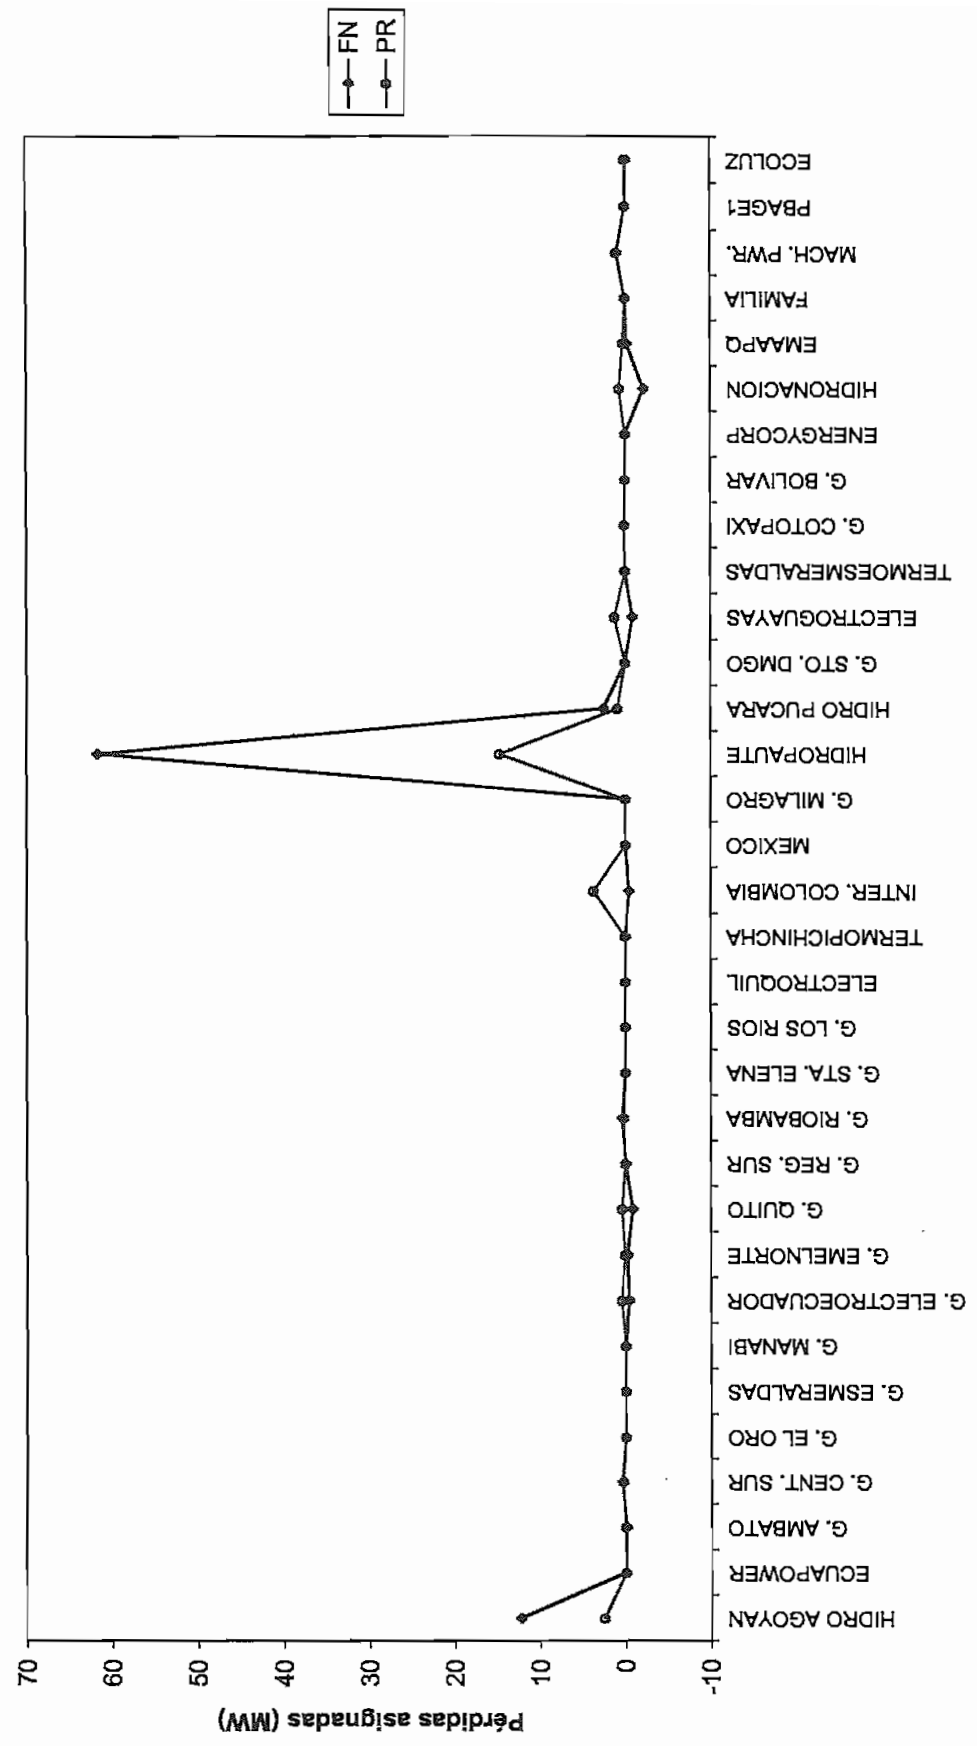 FN
PR
Pérdidas asignadas (MW)
70
60
50
40
30
20
10
0
-10
HIDRO AGOYAN
ECUAPOWER
G. AMBATO
G. CENT. SUR
G. EL ORO
G. ESMERALDAS
G. MANABI
G. ELECTROECUADOR
G. EMELNORTE
G. QUITO
G. REG. SUR
G. RIOBAMBA
G. STA. ELENA
G. LOS RIOS
ELECTROQUIL
TERMOPICHINCHA
INTER. COLOMBIA
MEXICO
G. MILAGRO
HIDROPAUTE
HIDRO PUCARA
G. STO. DMGO
ELECTROGUAYAS
TERMOESMERALDAS
G. COTOPAXI
G. BOLIVAR
ENERGYCORP
HIDRONACION
EMAAPQ
FAMILIA
MACH. PWR.
PBAGE1
ECOLUZ